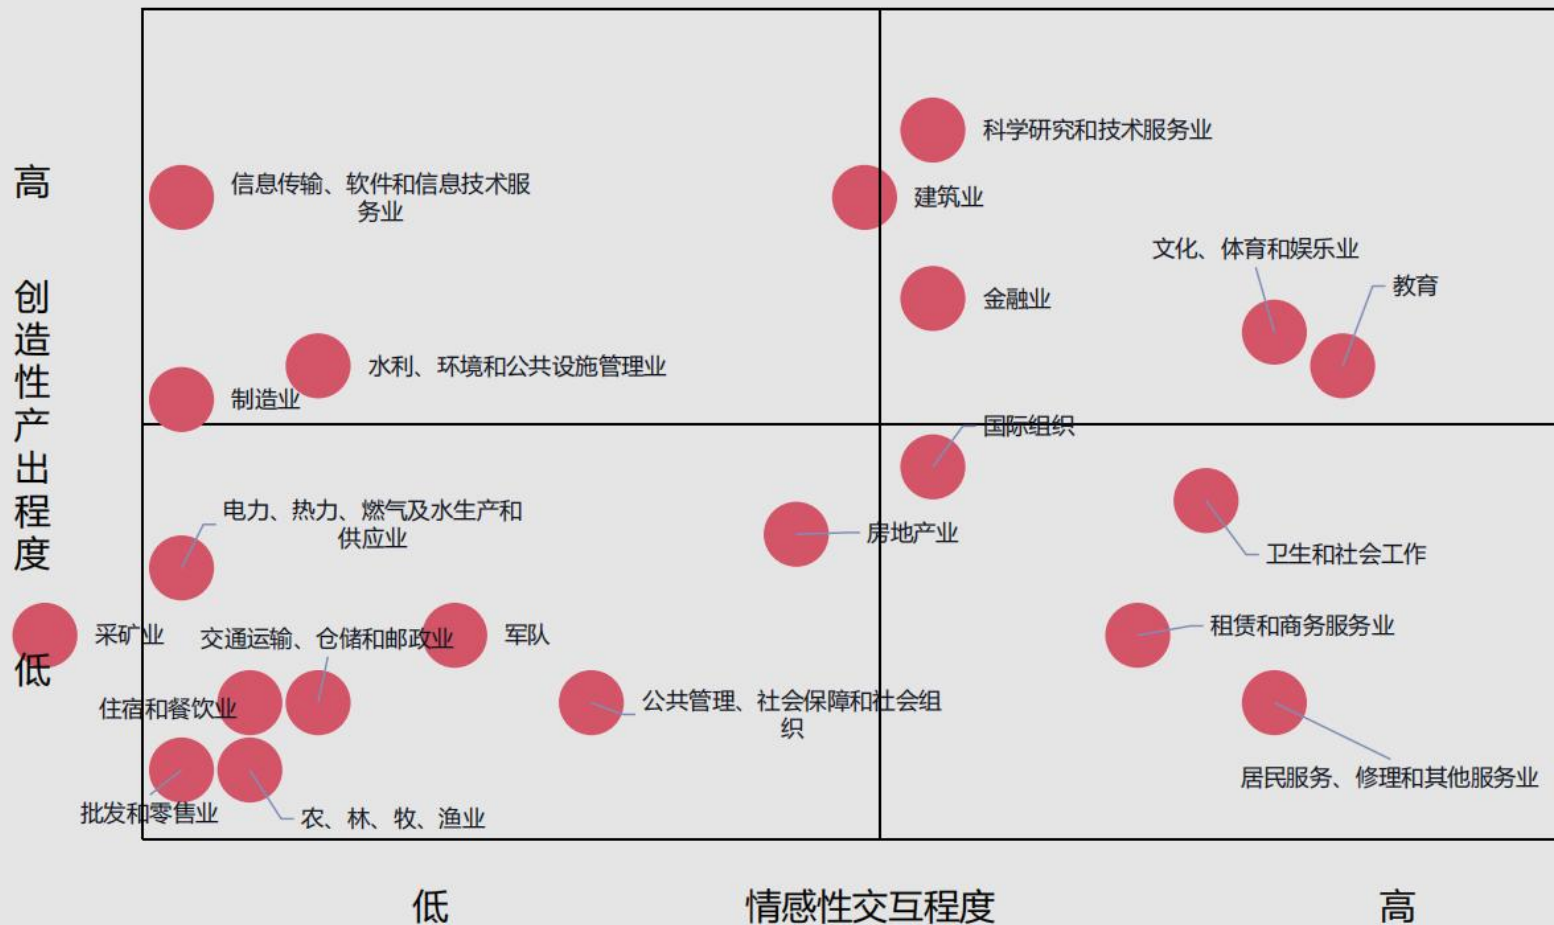 科学研究和技术服务业
高
信息传输、软件和信息技术服
务业
建筑业
文化、体育和娱乐业
教育
金融业
创造性产出程度
水利、环境和公共设施管理业
制造业
国际组织
电力、热力、燃气及水生产和
供应业
房地产业
卫生和社会工作
采矿业
交通运输、仓储和邮政业
军队
租赁和商务服务业
低
住宿和餐饮业
公共管理、社会保障和社会组
织
居民服务、修理和其他服务业
批发和零售业
农、林、牧、渔业
低
情感性交互程度
高